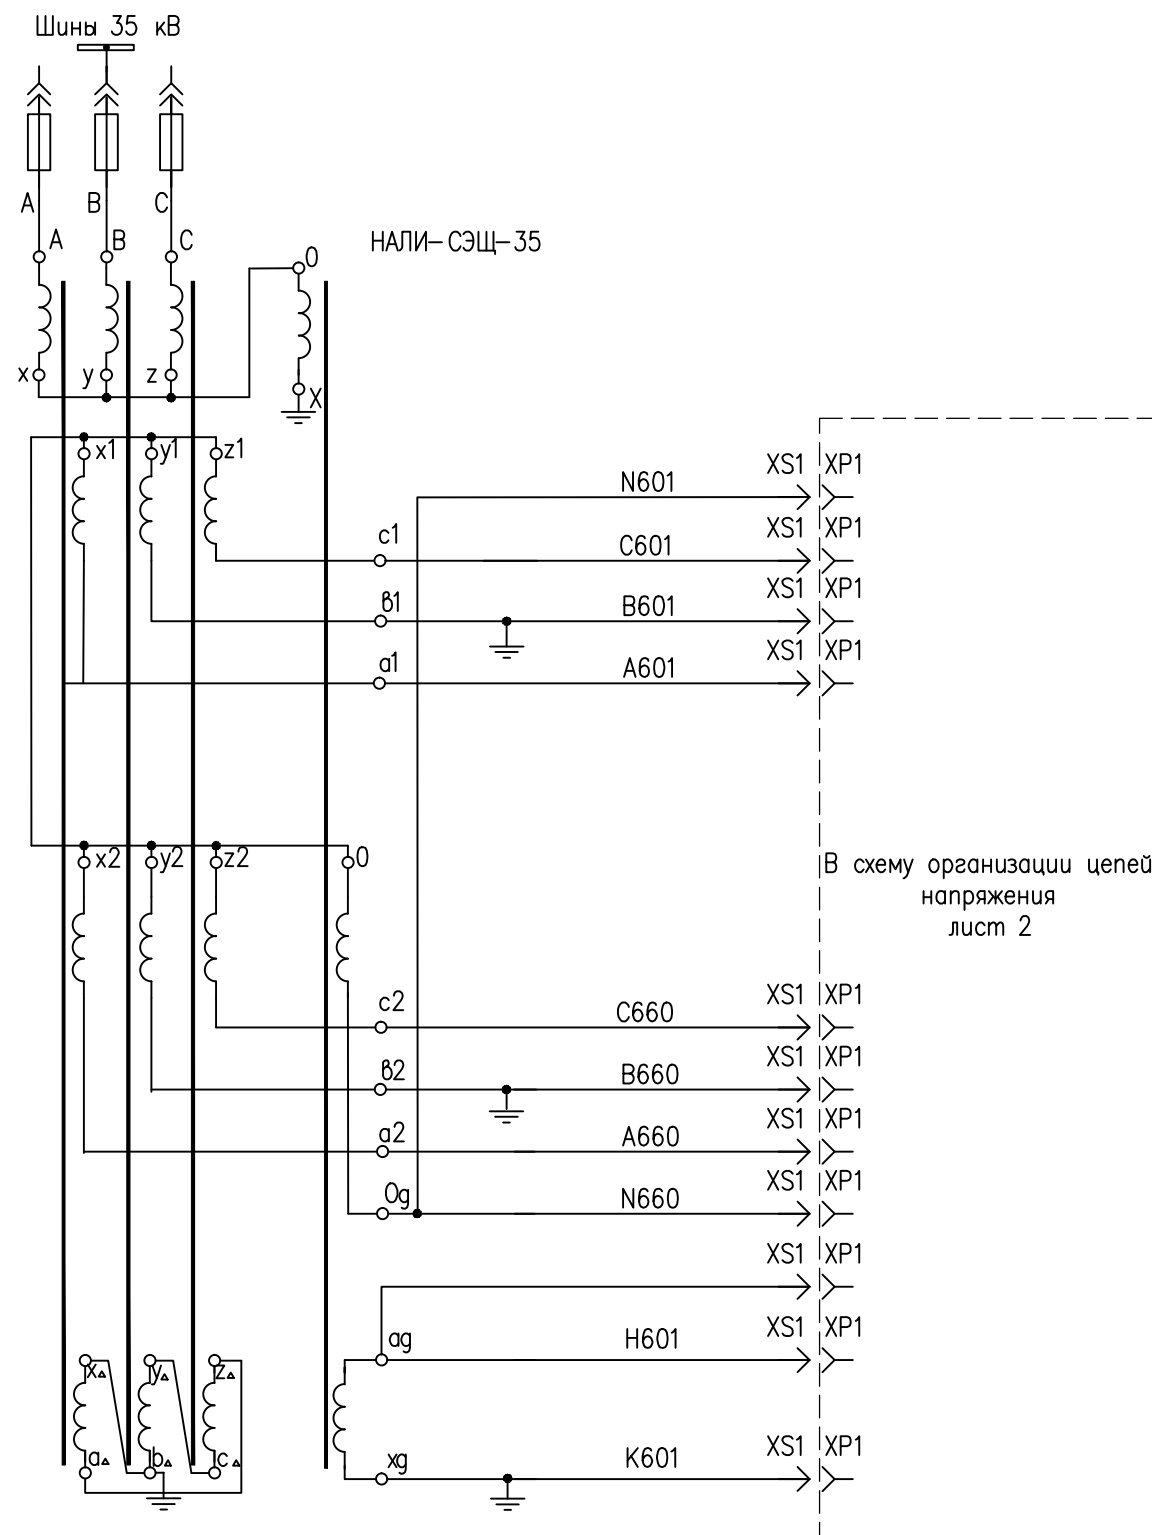 Шины 35 кВ
А В С
А В С
О
НАЛИ-СЭЩ-35
x y z
X
x1 y1 z1
XS1 XP1
N601
c1
XS1 XP1
C601
в1
XS1 XP1
B601
a1
XS1 XP1
A601
x2 y2 z2 0
В схему организации цепей
напряжения
лист 2
c2
XS1 XP1
C660
в2
XS1 XP1
B660
a2
XS1 XP1
A660
Og
XS1 XP1
N660
XS1 XP1
ag
XS1 XP1
H601
x△ y△ z△
a△ b△ c△
xg
XS1 XP1
K601